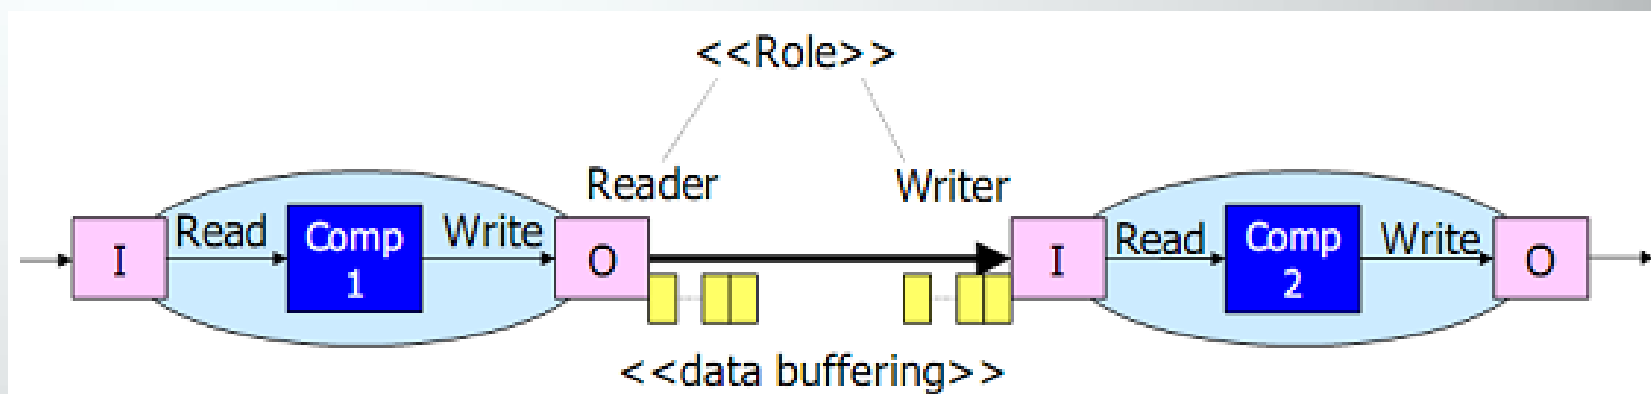 <<Role>>
Reader
Writer
I
Read
Comp
1
Write
O
I
Read
Comp
2
Write
O
<<data buffering>>